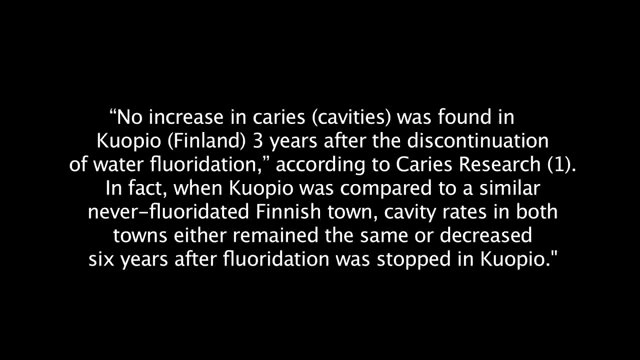 “No increase in caries (cavities) was found in
Kuopio (Finland) 3 years after the discontinuation
of water fluoridation,” according to Caries Research (1).
In fact, when Kuopio was compared to a similar
never-fluoridated Finnish town, cavity rates in both
towns either remained the same or decreased
six years after fluoridation was stopped in Kuopio."